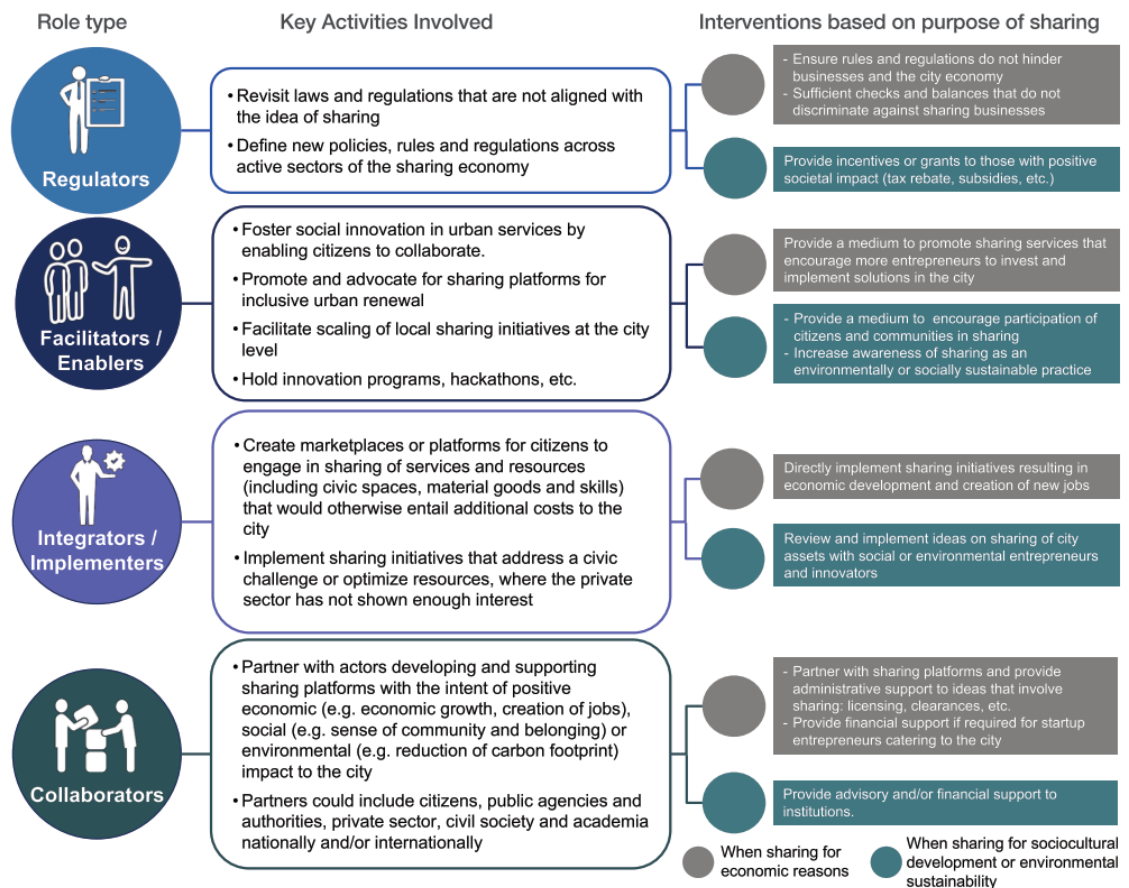 Role type
Key Activities Involved
Interventions based on purpose of sharing
Regulators
• Revisit laws and regulations that are not aligned with
the idea of sharing
• Define new policies, rules and regulations across
active sectors of the sharing economy
- Ensure rules and regulations do not hinder
businesses and the city economy
- Sufficient checks and balances that do not
discriminate against sharing businesses
Provide incentives or grants to those with positive
societal impact (tax rebate, subsidies, etc.)
Facilitators /
Enablers
• Foster social innovation in urban services by
enabling citizens to collaborate.
• Promote and advocate for sharing platforms for
inclusive urban renewal
• Facilitate scaling of local sharing initiatives at the city
level
• Hold innovation programs, hackathons, etc.
Provide a medium to promote sharing services that
encourage more entrepreneurs to invest and
implement solutions in the city
- Provide a medium to encourage participation of
citizens and communities in sharing
- Increase awareness of sharing as an
environmentally or socially sustainable practice
Integrators /
Implementers
• Create marketplaces or platforms for citizens to
engage in sharing of services and resources
(including civic spaces, material goods and skills)
that would otherwise entail additional costs to the
city
• Implement sharing initiatives that address a civic
challenge or optimize resources, where the private
sector has not shown enough interest
Directly implement sharing initiatives resulting in
economic development and creation of new jobs
Review and implement ideas on sharing of city
assets with social or environmental entrepreneurs
and innovators
Collaborators
• Partner with actors developing and supporting
sharing platforms with the intent of positive
economic (e.g. economic growth, creation of jobs),
social (e.g. sense of community and belonging) or
environmental (e.g. reduction of carbon footprint)
impact to the city
• Partners could include citizens, public agencies and
authorities, private sector, civil society and academia
nationally and/or internationally
- Partner with sharing platforms and provide
administrative support to ideas that involve
sharing: licensing, clearances, etc.
- Provide financial support if required for startup
entrepreneurs catering to the city
Provide advisory and/or financial support to
institutions.
When sharing for
economic reasons
When sharing for sociocultural
development or environmental
sustainability